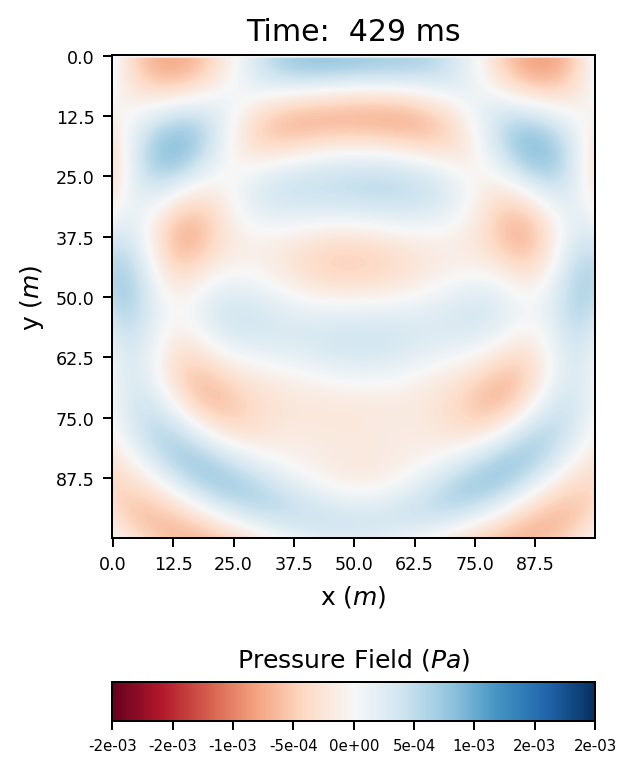 Time:  429 ms
0.0
12.5
25.0
37.5
50.0
62.5
75.0
87.5
y (m)
0.0 12.5 25.0 37.5 50.0 62.5 75.0 87.5
x (m)
Pressure Field (Pa)
-2e-03 -2e-03 -1e-03 -5e-04 0e+00 5e-04 1e-03 2e-03 2e-03